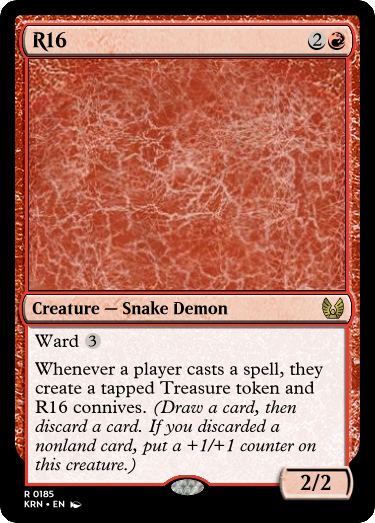 R16 2
Creature — Snake Demon
Ward 3
Whenever a player casts a spell, they
create a tapped Treasure token and
R16 connives. (Draw a card, then
discard a card. If you discarded a
nonland card, put a +1/+1 counter on
this creature.)
2/2
R 0185
KRN • EN